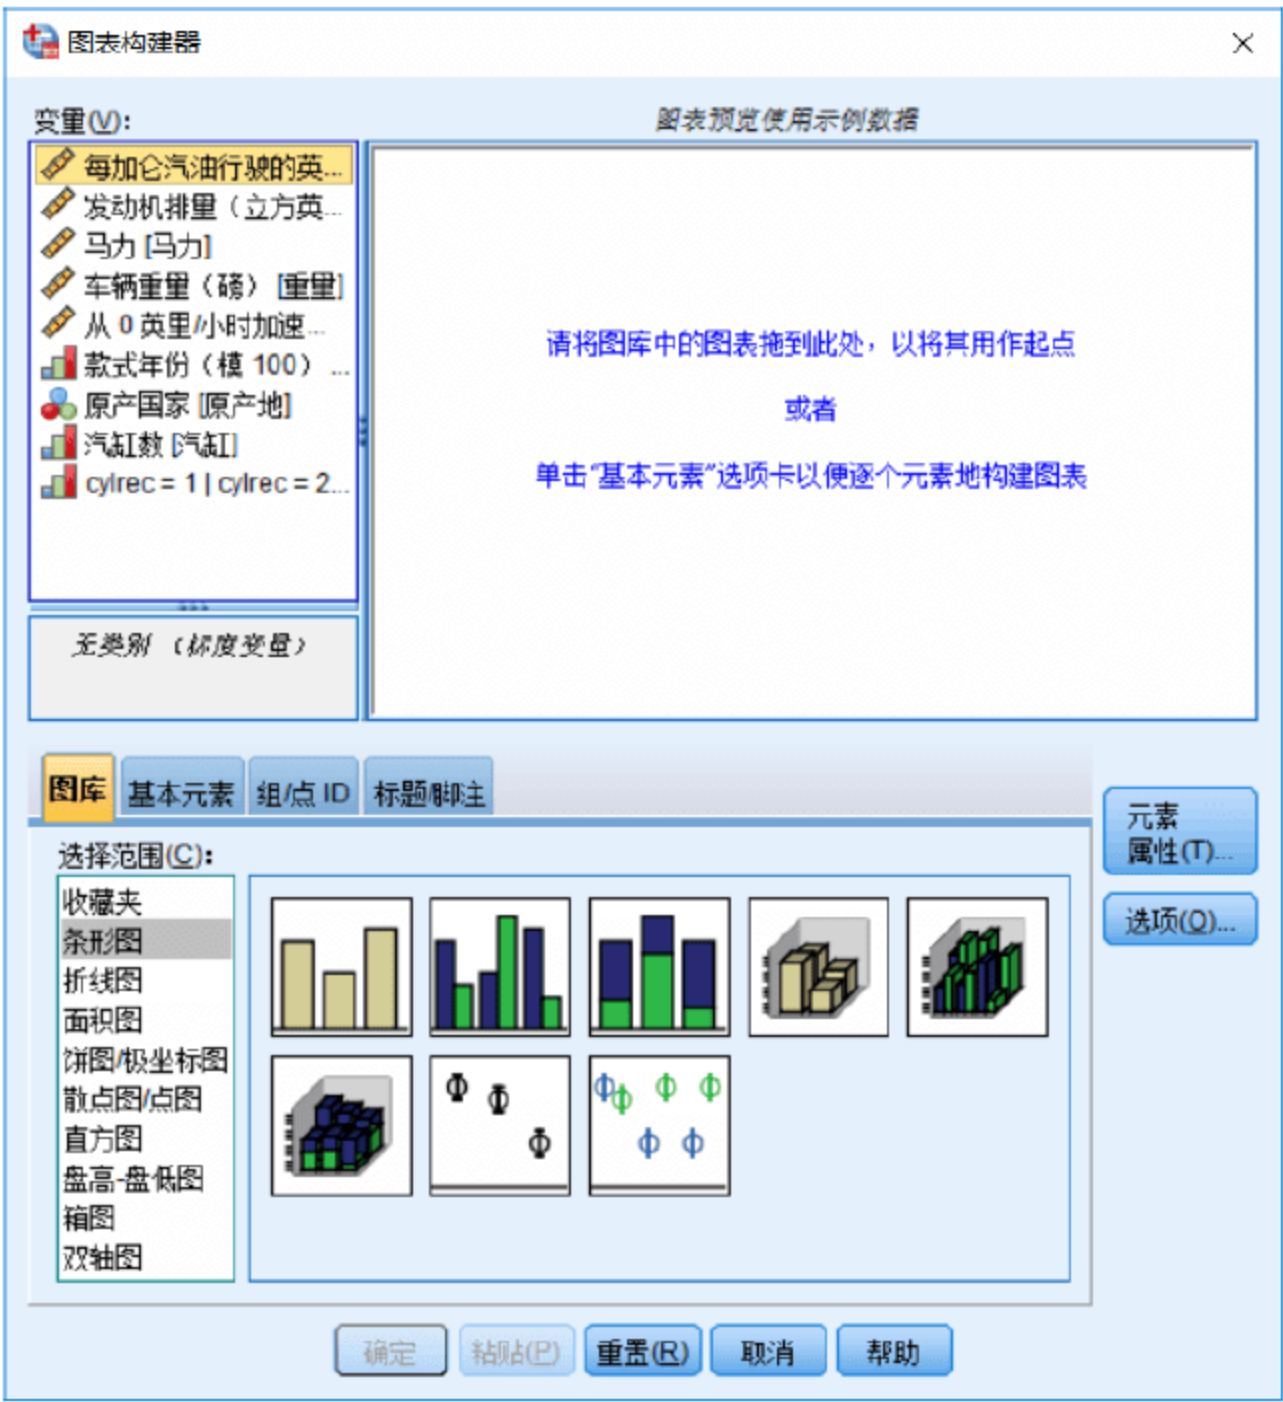 图表构建器
变量(V):
图表预览使用示例数据
每加仑汽油行驶的英...
发动机排量（立方英...
马力 [马力]
车辆重量（磅） [重量]
从 0 英里/小时加速...
款式年份（模 100） ...
原产国家 [原产地]
汽缸数 [汽缸]
cylrec = 1 | cylrec = 2...
无类别 （标度变量）
请将图库中的图表拖到此处，以将其用作起点
或者
单击“基本元素”选项卡以便逐个元素地构建图表
图库 基本元素 组/点 ID 标题/脚注
选择范围(C):
收藏夹
条形图
折线图
面积图
饼图/极坐标图
散点图/点图
直方图
盘高-盘低图
箱图
双轴图
元素
属性(T)...
选项(O)...
确定 粘贴(P) 重置(R) 取消 帮助